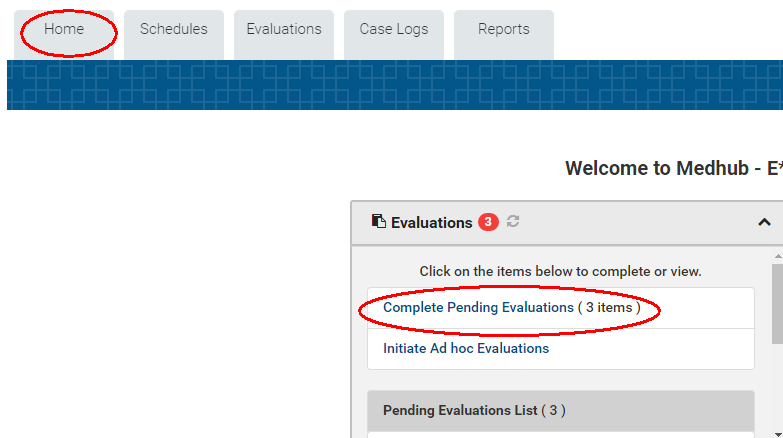 Home Schedules Evaluations Case Logs Reports
Welcome to Medhub - E*
Evaluations 3
Click on the items below to complete or view.
Complete Pending Evaluations ( 3 items )
Initiate Ad hoc Evaluations
Pending Evaluations List ( 3 )